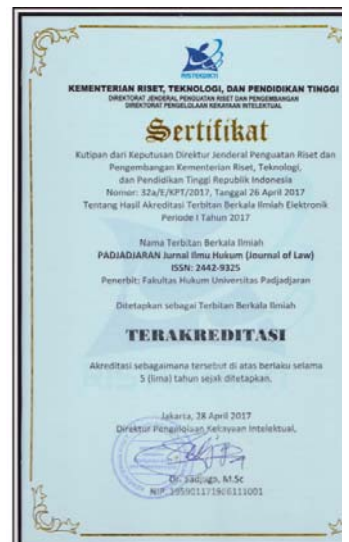 RISTEKDIKTI
KEMENTERIAN RISET, TEKNOLOGI, DAN PENDIDIKAN TINGGI
DIREKTORAT JENDERAL PENGUATAN RISET DAN PENGEMBANGAN
DIREKTORAT PENGELOLAAN KEKAYAAN INTELEKTUAL
Sertifikat
Kutipan dari Keputusan Direktur Jenderal Penguatan Riset dan
Pengembangan Kementerian Riset, Teknologi,
dan Pendidikan Tinggi Republik Indonesia
Nomor: 32a/E/KPT/2017, Tanggal 26 April 2017
Tentang Hasil Akreditasi Terbitan Berkala Ilmiah Elektronik
Periode I Tahun 2017
Nama Terbitan Berkala Ilmiah
PADJADJARAN Jurnal Ilmu Hukum (Journal of Law)
ISSN: 2442-9325
Penerbit: Fakultas Hukum Universitas Padjadjaran
Ditetapkan sebagai Terbitan Berkala Ilmiah
TERAKREDITASI
Akreditasi sebagaimana tersebut di atas berlaku selama
5 (lima) tahun sejak ditetapkan.
Jakarta, 28 April 2017
Direktur Pengelolaan Kekayaan Intelektual,
Dr. Sadjuga, M.Sc
NIP. 195901171986111001